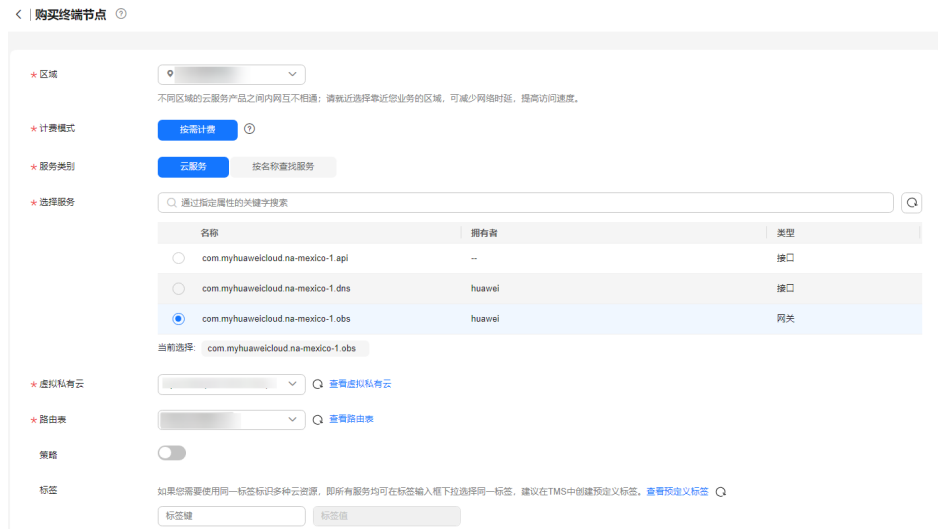 购买终端节点
* 区域
不同区域的云服务产品之间内网互不相通；请就近选择靠近您业务的区域，可减少网络时延，提高访问速度。
* 计费模式 按需计费
* 服务类别 云服务 按名称查找服务
* 选择服务 通过指定属性的关键字搜索
名称 拥有者 类型
com.myhuaweicloud.na-mexico-1.api -- 接口
com.myhuaweicloud.na-mexico-1.dns huawei 接口
com.myhuaweicloud.na-mexico-1.obs huawei 网关
当前选择: com.myhuaweicloud.na-mexico-1.obs
* 虚拟私有云 查看虚拟私有云
* 路由表 查看路由表
策略
标签 如果您需要使用同一标签标识多种云资源，即所有服务均可在标签输入框下拉选择同一标签，建议在TMS中创建预定义标签。查看预定义标签
标签键 标签值